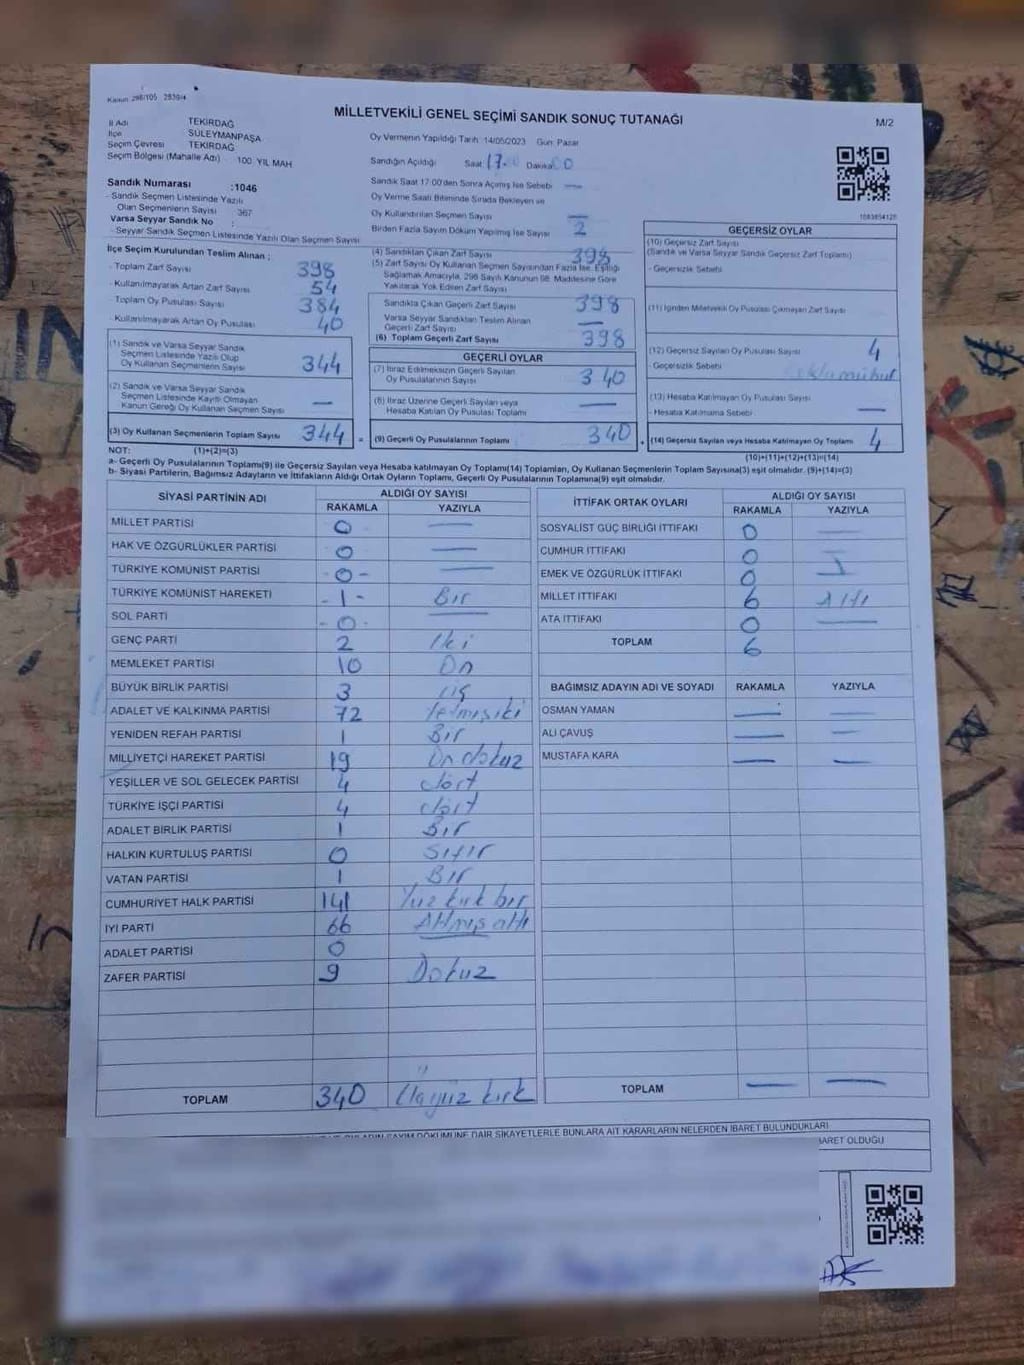 Kanun: 298/105 2839/4
MİLLETVEKİLİ GENEL SEÇİMİ SANDIK SONUÇ TUTANAĞI
M/2
İl Adı TEKİRDAĞ
İlçe SÜLEYMANPAŞA
Seçim Çevresi TEKİRDAĞ
Seçim Bölgesi (Mahalle Adı) : 100 YIL MAH
Oy Vermenin Yapıldığı Tarih: 14/05/2023 Gün: Pazar
Sandığın Açıldığı Saat 17. Dakika
Sandık Saat 17:00'den Sonra Açılmış İse Sebebi —
Oy Verme Saati Bitiminde Sırada Bekleyen ve
Oy Kullandırılan Seçmen Sayısı —
Birden Fazla Sayım Döküm Yapılmış İse Sayısı 2
1083854128
Sandık Numarası :1046
- Sandık Seçmen Listesinde Yazılı
Olan Seçmenlerin Sayısı : 367
Varsa Seyyar Sandık No :
- Seyyar Sandık Seçmen Listesinde Yazılı Olan Seçmen Sayısı :
İlçe Seçim Kurulundan Teslim Alınan :
- Toplam Zarf Sayısı 398
- Kullanılmayarak Artan Zarf Sayısı 54
- Toplam Oy Pusulası Sayısı 384
- Kullanılmayarak Artan Oy Pusulası 40
(1) Sandık ve Varsa Seyyar Sandık
Seçmen Listesinde Yazılı Olup
Oy Kullanan Seçmenlerin Sayısı 344
(2) Sandık ve Varsa Seyyar Sandık
Seçmen Listesinde Kayıtlı Olmayan
Kanun Gereği Oy Kullanan Seçmen Sayısı —
(3) Oy Kullanan Seçmenlerin Toplam Sayısı 344 =
(1)+(2)=(3)
(4) Sandıktan Çıkan Zarf Sayısı 398
(5) Zarf Sayısı Oy Kullanan Seçmen Sayısından Fazla İse, Eşitliği
Sağlamak Amacıyla, 298 Sayılı Kanunun 98. Maddesine Göre
Yakılarak Yok Edilen Zarf Sayısı
Sandıkta Çıkan Geçerli Zarf Sayısı 398
Varsa Seyyar Sandıktan Teslim Alınan
Geçerli Zarf Sayısı —
(6) Toplam Geçerli Zarf Sayısı 398
GEÇERLİ OYLAR
(7) İtiraz Edilmeksizin Geçerli Sayılan
Oy Pusulalarının Sayısı 340
(8) İtiraz Üzerine Geçerli Sayılan veya
Hesaba Katılan Oy Pusulası Toplamı —
(9) Geçerli Oy Pusulalarının Toplamı 340 +
GEÇERSİZ OYLAR
(10) Geçersiz Zarf Sayısı
(Sandık ve Varsa Seyyar Sandık Geçersiz Zarf Toplamı)
- Geçersizlik Sebebi
(11) İçinden Milletvekili Oy Pusulası Çıkmayan Zarf Sayısı
(12) Geçersiz Sayılan Oy Pusulası Sayısı 4
- Geçersizlik Sebebi
(13) Hesaba Katılmayan Oy Pusulası Sayısı
- Hesaba Katılmama Sebebi —
(14) Geçersiz Sayılan veya Hesaba Katılmayan Oy Toplamı 4
(10)+(11)+(12)+(13)=(14)
NOT:
a- Geçerli Oy Pusulalarının Toplamı(9) ile Geçersiz Sayılan veya Hesaba katılmayan Oy Toplamı(14) Toplamları, Oy Kullanan Seçmenlerin Toplam Sayısına(3) eşit olmalıdır. (9)+(14)=(3)
b- Siyasi Partilerin, Bağımsız Adayların ve İttifakların Aldığı Ortak Oyların Toplamı, Geçerli Oy Pusulalarının Toplamına(9) eşit olmalıdır.
SİYASİ PARTİNİN ADI ALDIĞI OY SAYISI
RAKAMLA YAZIYLA
MİLLET PARTİSİ 0 —
HAK VE ÖZGÜRLÜKLER PARTİSİ 0 —
TÜRKİYE KOMÜNİST PARTİSİ -0- —
TÜRKİYE KOMÜNİST HAREKETİ -1- Bir
SOL PARTİ -0- —
GENÇ PARTİ 2 İki
MEMLEKET PARTİSİ 10 On
BÜYÜK BİRLİK PARTİSİ 3 üç
ADALET VE KALKINMA PARTİSİ 72 Yetmişiki
YENİDEN REFAH PARTİSİ 1 Bir
MİLLİYETÇİ HAREKET PARTİSİ 19 On dokuz
YEŞİLLER VE SOL GELECEK PARTİSİ 4 dört
TÜRKİYE İŞÇİ PARTİSİ 4 dört
ADALET BİRLİK PARTİSİ 1 Bir
HALKIN KURTULUŞ PARTİSİ 0 Sıfır
VATAN PARTİSİ 1 Bir
CUMHURİYET HALK PARTİSİ 141 Yüz kırk bir
İYİ PARTİ 66 Altmış altı
ADALET PARTİSİ 0
ZAFER PARTİSİ 9 Dokuz
TOPLAM 340 Üçyüz kırk
İTTİFAK ORTAK OYLARI ALDIĞI OY SAYISI
RAKAMLA YAZIYLA
SOSYALİST GÜÇ BİRLİĞİ İTTİFAKI 0 —
CUMHUR İTTİFAKI 0 —
EMEK VE ÖZGÜRLÜK İTTİFAKI 0 —
MİLLET İTTİFAKI 6 Altı
ATA İTTİFAKI 0 —
TOPLAM 6
BAĞIMSIZ ADAYIN ADI VE SOYADI RAKAMLA YAZIYLA
OSMAN YAMAN — —
ALİ ÇAVUŞ — —
MUSTAFA KARA — —
TOPLAM — —
SAYIM DÖKÜMÜNE DAİR ŞİKAYETLERLE BUNLARA AİT KARARLARIN NELERDEN İBARET BULUNDUKLARI
İBARET OLDUĞU